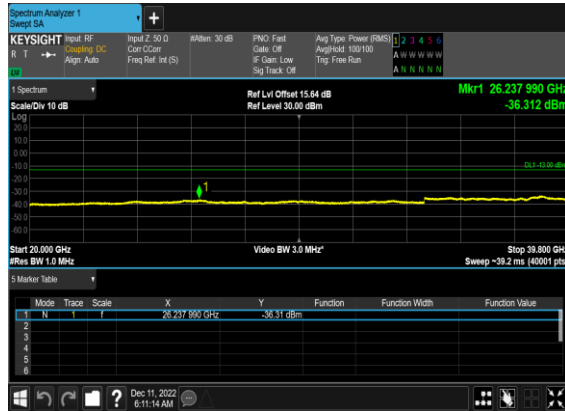 Spectrum Analyzer 1
Swept SA
+
KEYSIGHT Input: RF Input Z: 50 Ω #Atten: 30 dB PNO: Fast Avg Type: Power (RMS) 1 2 3 4 5 6
R T Coupling: DC Corr CCorr Gate: Off Avg|Hold: 100/100 A W W W W W
Align: Auto Freq Ref: Int (S) IF Gain: Low Trig: Free Run A N N N N N
Sig Track: Off
1 Spectrum Ref Lvl Offset 15.64 dB Mkr1 26.237 990 GHz
Scale/Div 10 dB Ref Level 30.00 dBm -36.312 dBm
Log
20.0
10.0
0.00
-10.0 DL1 -13.00 dBm
-20.0
-30.0 1
-40.0
-50.0
-60.0
Start 20.000 GHz Video BW 3.0 MHz* Stop 39.800 GHz
#Res BW 1.0 MHz Sweep ~39.2 ms (40001 pts)
5 Marker Table
Mode Trace Scale X Y Function Function Width Function Value
1 N 1 f 26.237 990 GHz -36.31 dBm
2
3
4
5
6
? Dec 11, 2022
6:11:14 AM